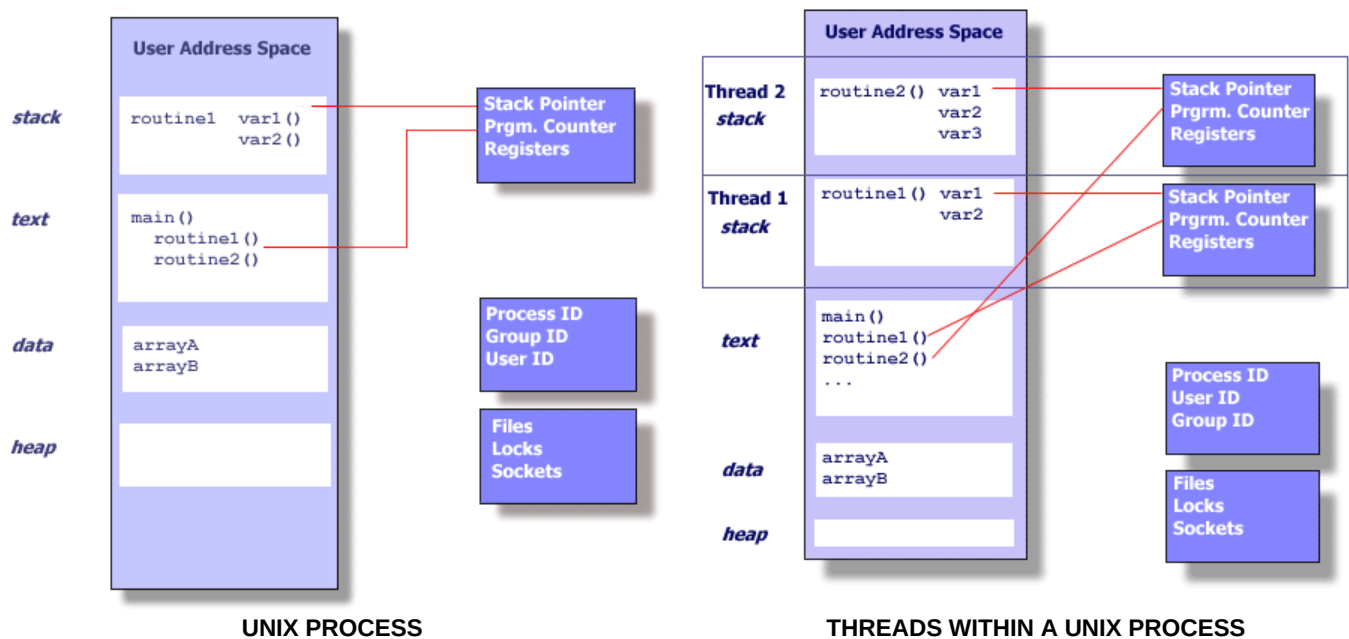 User Address Space
stack
routine1 var1()
var2()
Stack Pointer
Prgm. Counter
Registers
text
main()
routine1()
routine2()
Process ID
Group ID
User ID
data
arrayA
arrayB
Files
Locks
Sockets
heap
UNIX PROCESS
User Address Space
Thread 2
stack
routine2() var1
var2
var3
Stack Pointer
Prgrm. Counter
Registers
Thread 1
stack
routine1() var1
var2
Stack Pointer
Prgrm. Counter
Registers
text
main()
routine1()
routine2()
...
Process ID
User ID
Group ID
data
arrayA
arrayB
Files
Locks
Sockets
heap
THREADS WITHIN A UNIX PROCESS